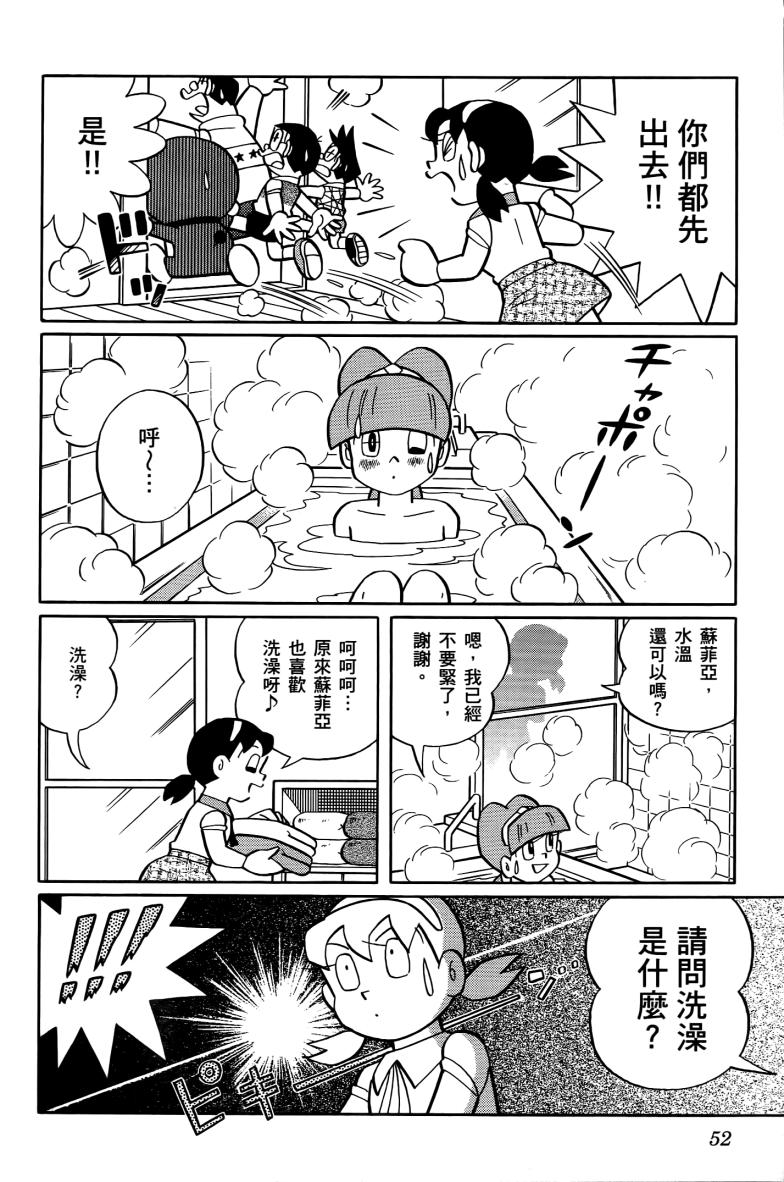 你們都先
出去!!
是!!
チャポーン
呼～…
蘇菲亞，
水溫
還可以嗎？
嗯，我已經
不要緊了，
謝謝。
呵呵呵…
原來蘇菲亞
也喜歡
洗澡呀♪
洗澡？
請問洗澡
是什麼？
ピキーン…
!!!
52